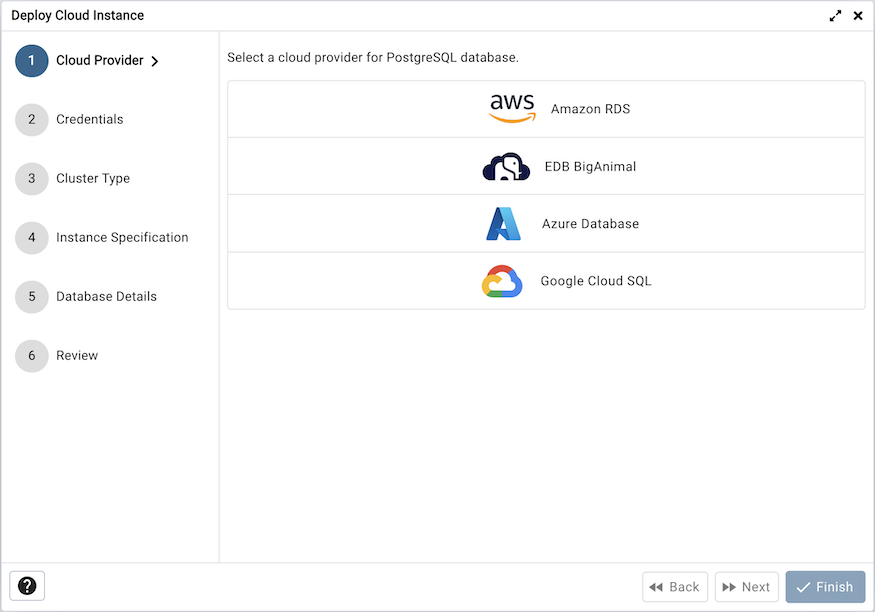 Deploy Cloud Instance
1 Cloud Provider
2 Credentials
3 Cluster Type
4 Instance Specification
5 Database Details
6 Review
Select a cloud provider for PostgreSQL database.
aws Amazon RDS
EDB BigAnimal
Azure Database
Google Cloud SQL
?
Back
Next
Finish